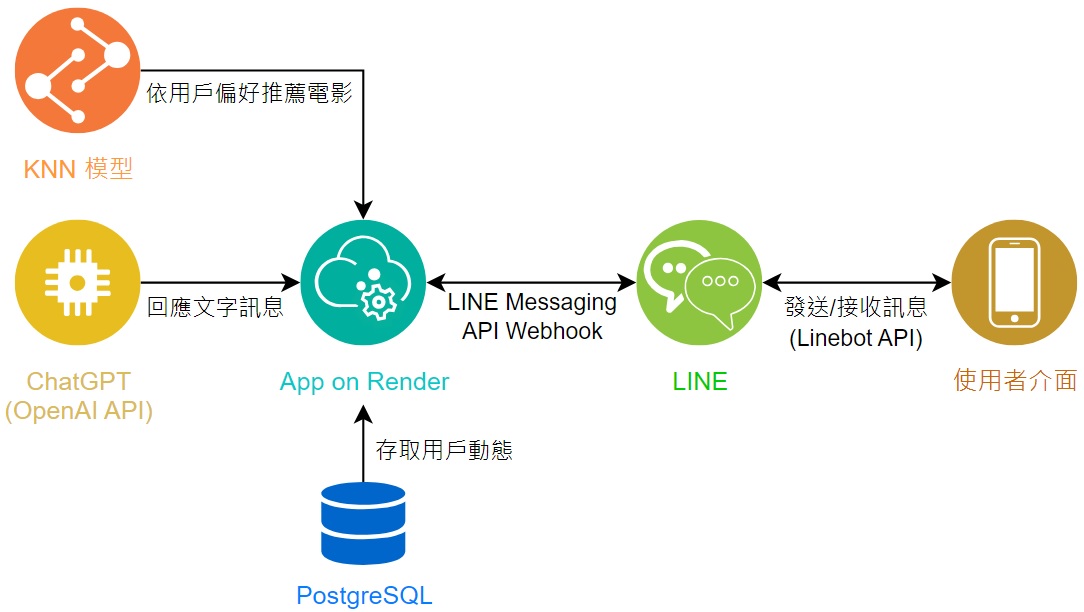 依用戶偏好推薦電影
KNN 模型
回應文字訊息
LINE Messaging
API Webhook
發送/接收訊息
(Linebot API)
ChatGPT
(OpenAI API)
App on Render
LINE
使用者介面
存取用戶動態
PostgreSQL